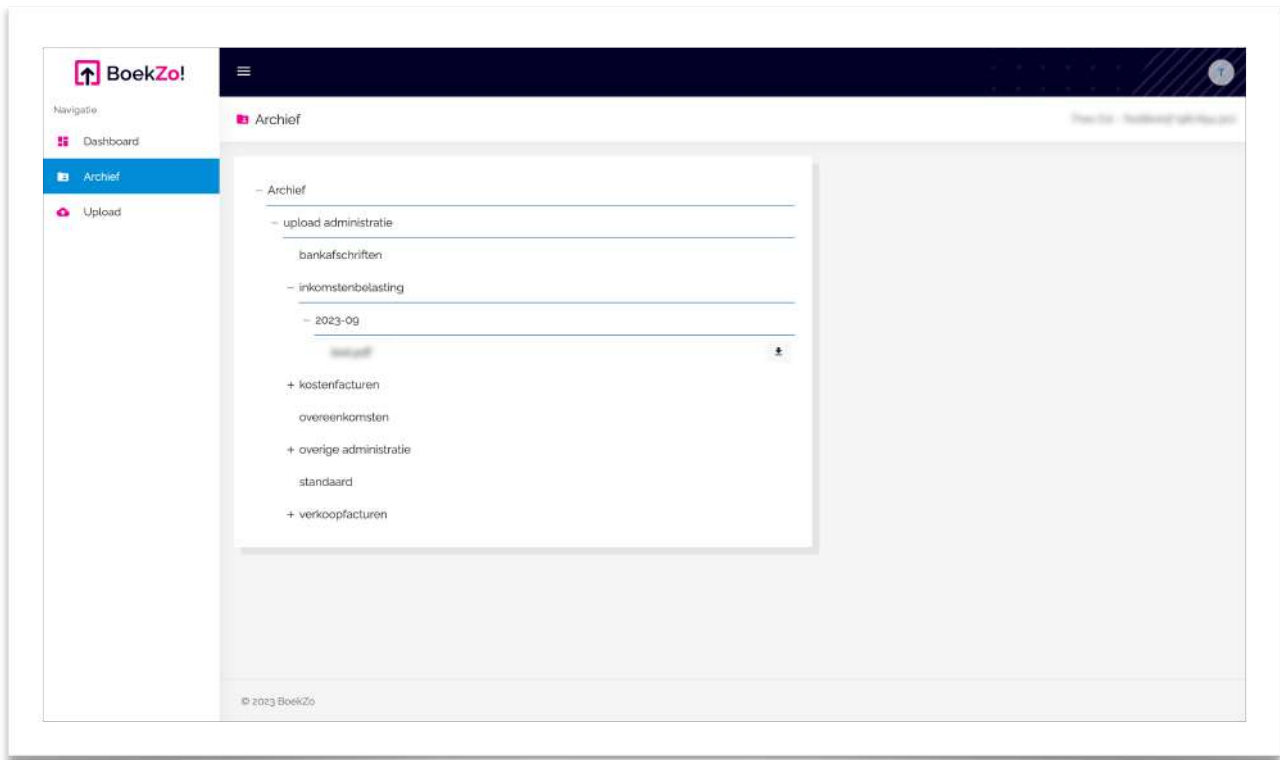 BoekZo!
T
Navigatie
Archief
Dashboard
Archief
Upload
− Archief
− upload administratie
bankafschriften
− inkomstenbelasting
− 2023-09
+ kostenfacturen
overeenkomsten
+ overige administratie
standaard
+ verkoopfacturen
© 2023 BoekZo